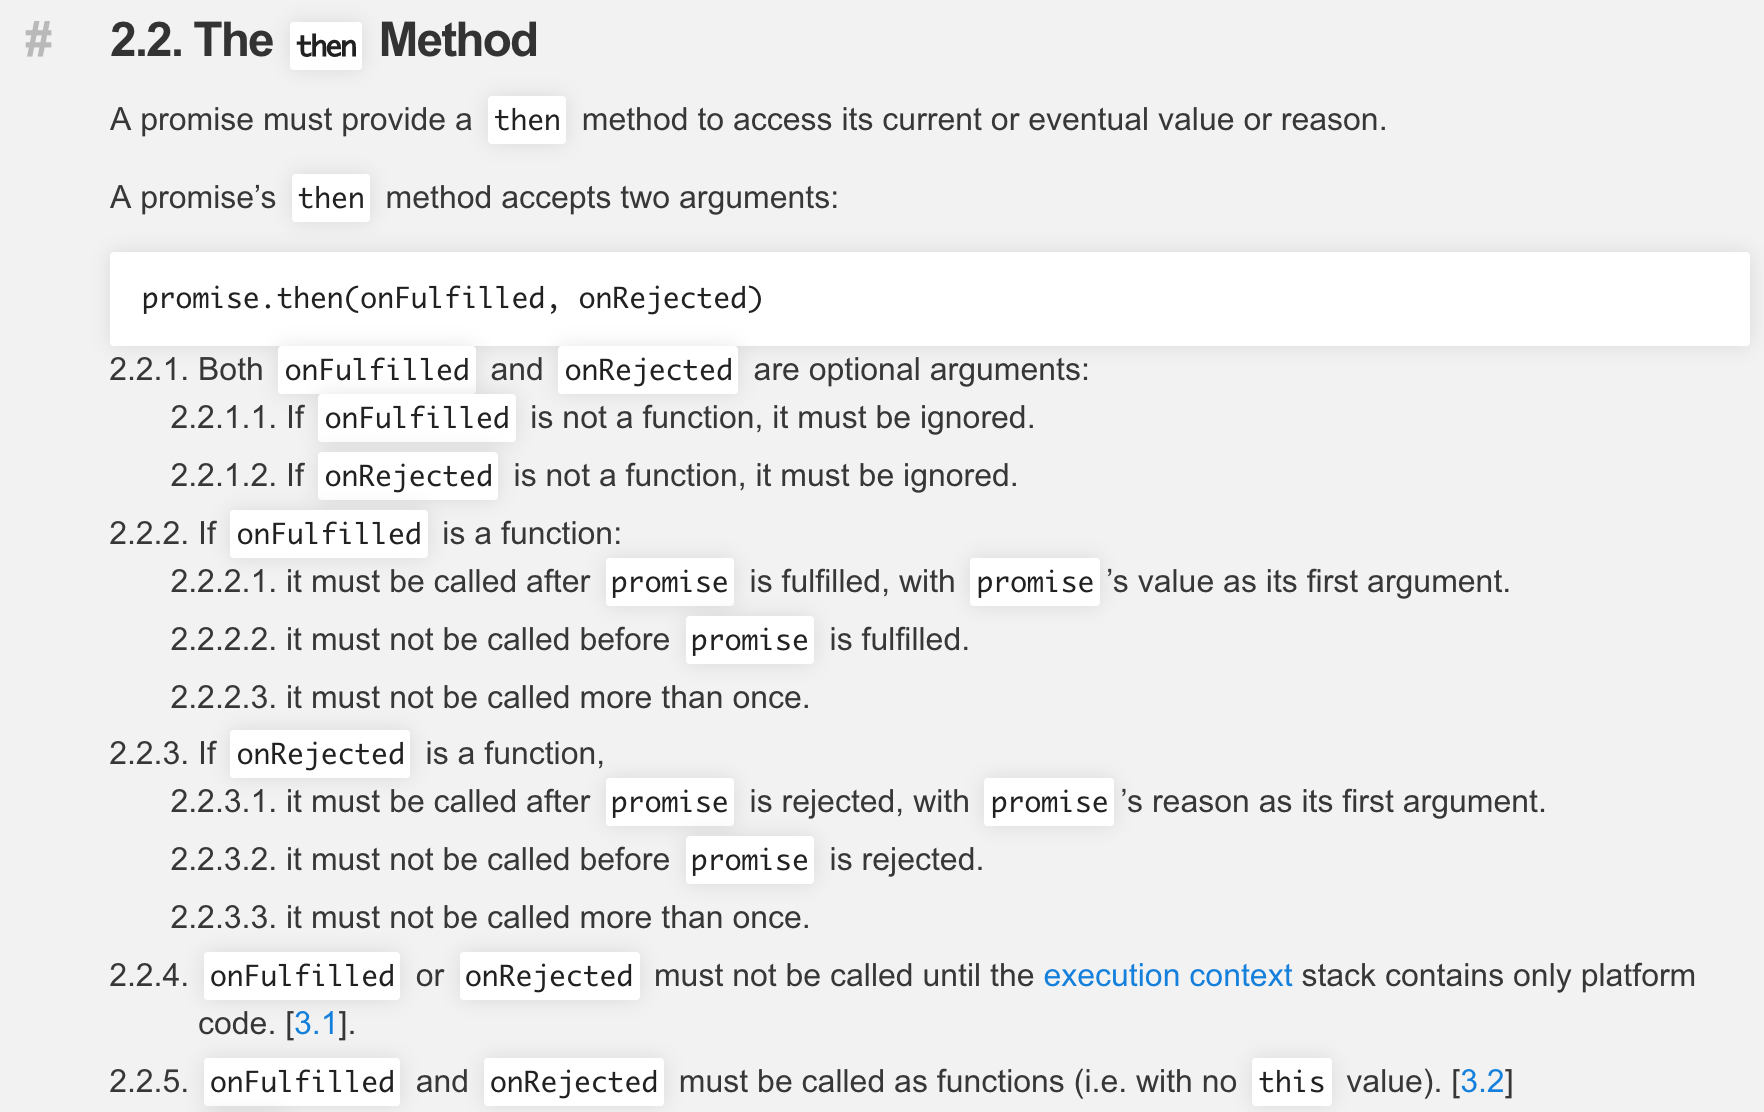 # 2.2. The then Method
A promise must provide a then method to access its current or eventual value or reason.
A promise’s then method accepts two arguments:
promise.then(onFulfilled, onRejected)
2.2.1. Both onFulfilled and onRejected are optional arguments:
2.2.1.1. If onFulfilled is not a function, it must be ignored.
2.2.1.2. If onRejected is not a function, it must be ignored.
2.2.2. If onFulfilled is a function:
2.2.2.1. it must be called after promise is fulfilled, with promise’s value as its first argument.
2.2.2.2. it must not be called before promise is fulfilled.
2.2.2.3. it must not be called more than once.
2.2.3. If onRejected is a function,
2.2.3.1. it must be called after promise is rejected, with promise’s reason as its first argument.
2.2.3.2. it must not be called before promise is rejected.
2.2.3.3. it must not be called more than once.
2.2.4. onFulfilled or onRejected must not be called until the execution context stack contains only platform
code. [3.1].
2.2.5. onFulfilled and onRejected must be called as functions (i.e. with no this value). [3.2]